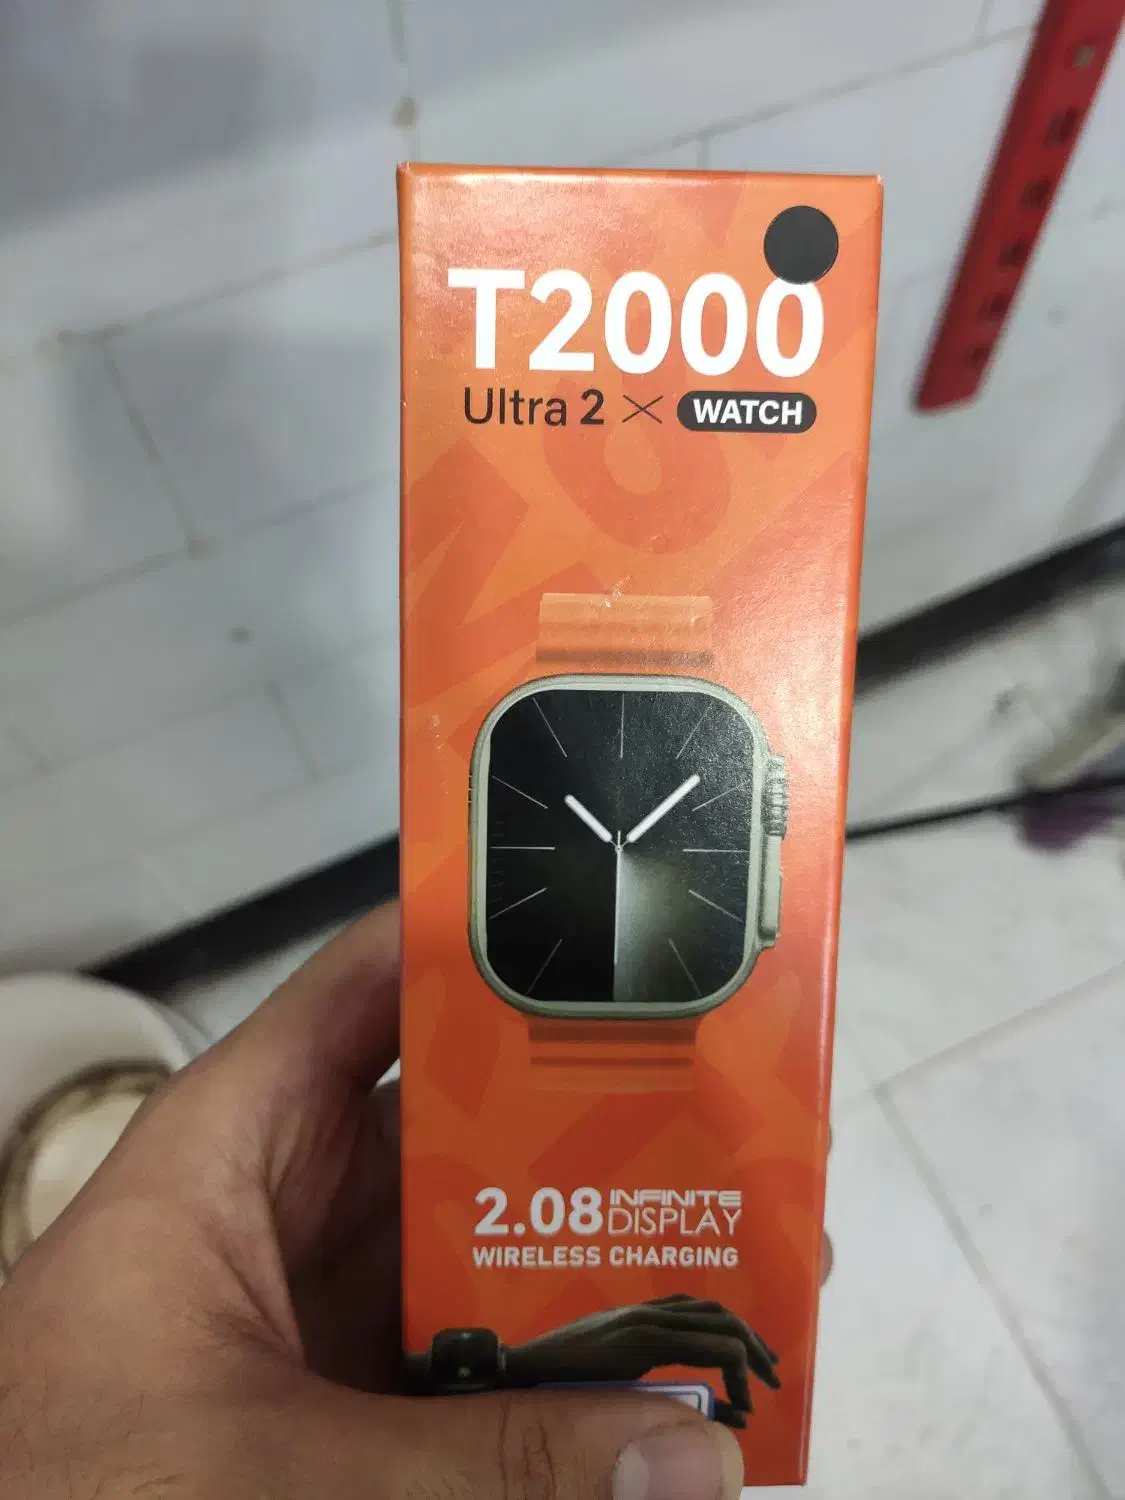 T2000
Ultra 2 × WATCH
2.08 INFINITE DISPLAY
WIRELESS CHARGING